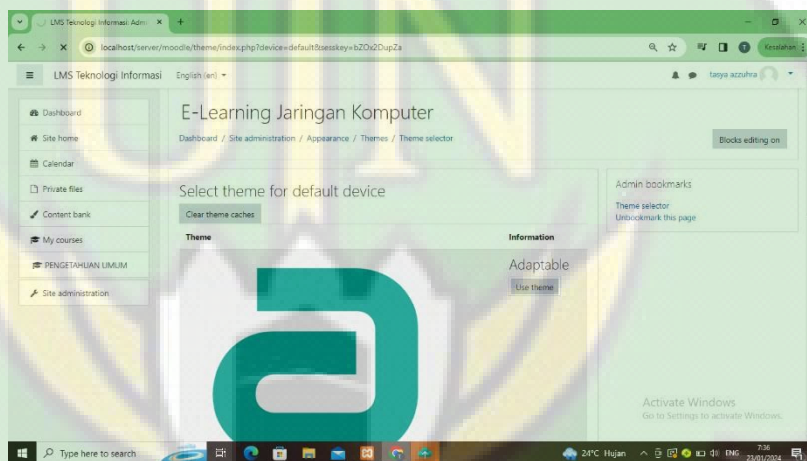 LMS Teknologi Informasi: Admi
localhost/server/moodle/theme/index.php?device=default&sesskey=bZOx2DupZa
Kesalahan
LMS Teknologi Informasi English (en)
tasya azzuhra
Dashboard
Site home
Calendar
Private files
Content bank
My courses
PENGETAHUAN UMUM
Site administration
E-Learning Jaringan Komputer
Dashboard / Site administration / Appearance / Themes / Theme selector
Blocks editing on
Select theme for default device
Clear theme caches
Theme Information
Adaptable
Use theme
Admin bookmarks
Theme selector
Unbookmark this page
Activate Windows
Go to Settings to activate Windows.
Type here to search
24°C Hujan
ENG
7:36
23/01/2024